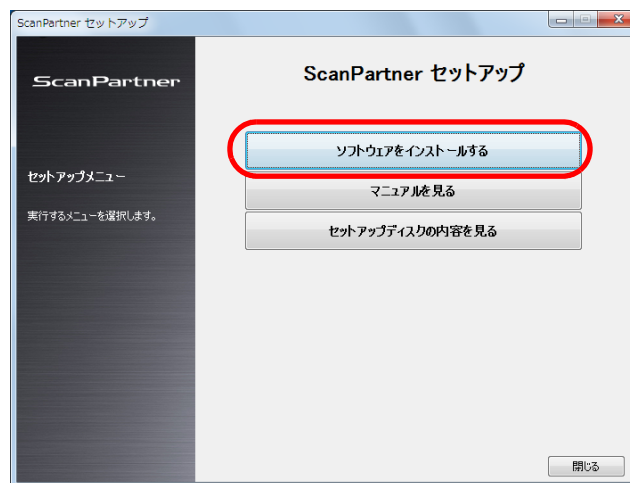 ScanPartner セットアップ
ScanPartner
ScanPartner セットアップ
ソフトウェアをインストールする
セットアップメニュー
マニュアルを見る
実行するメニューを選択します。
セットアップディスクの内容を見る
閉じる